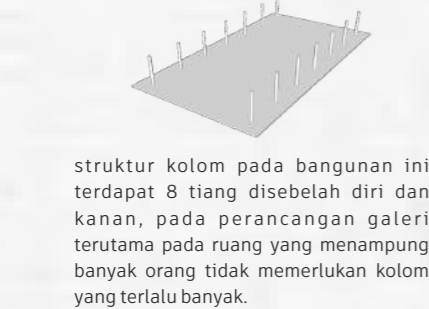 struktur kolom pada bangunan ini
terdapat 8 tiang disebelah diri dan
kanan, pada perancangan galeri
terutama pada ruang yang menampung
banyak orang tidak memerlukan kolom
yang terlalu banyak.